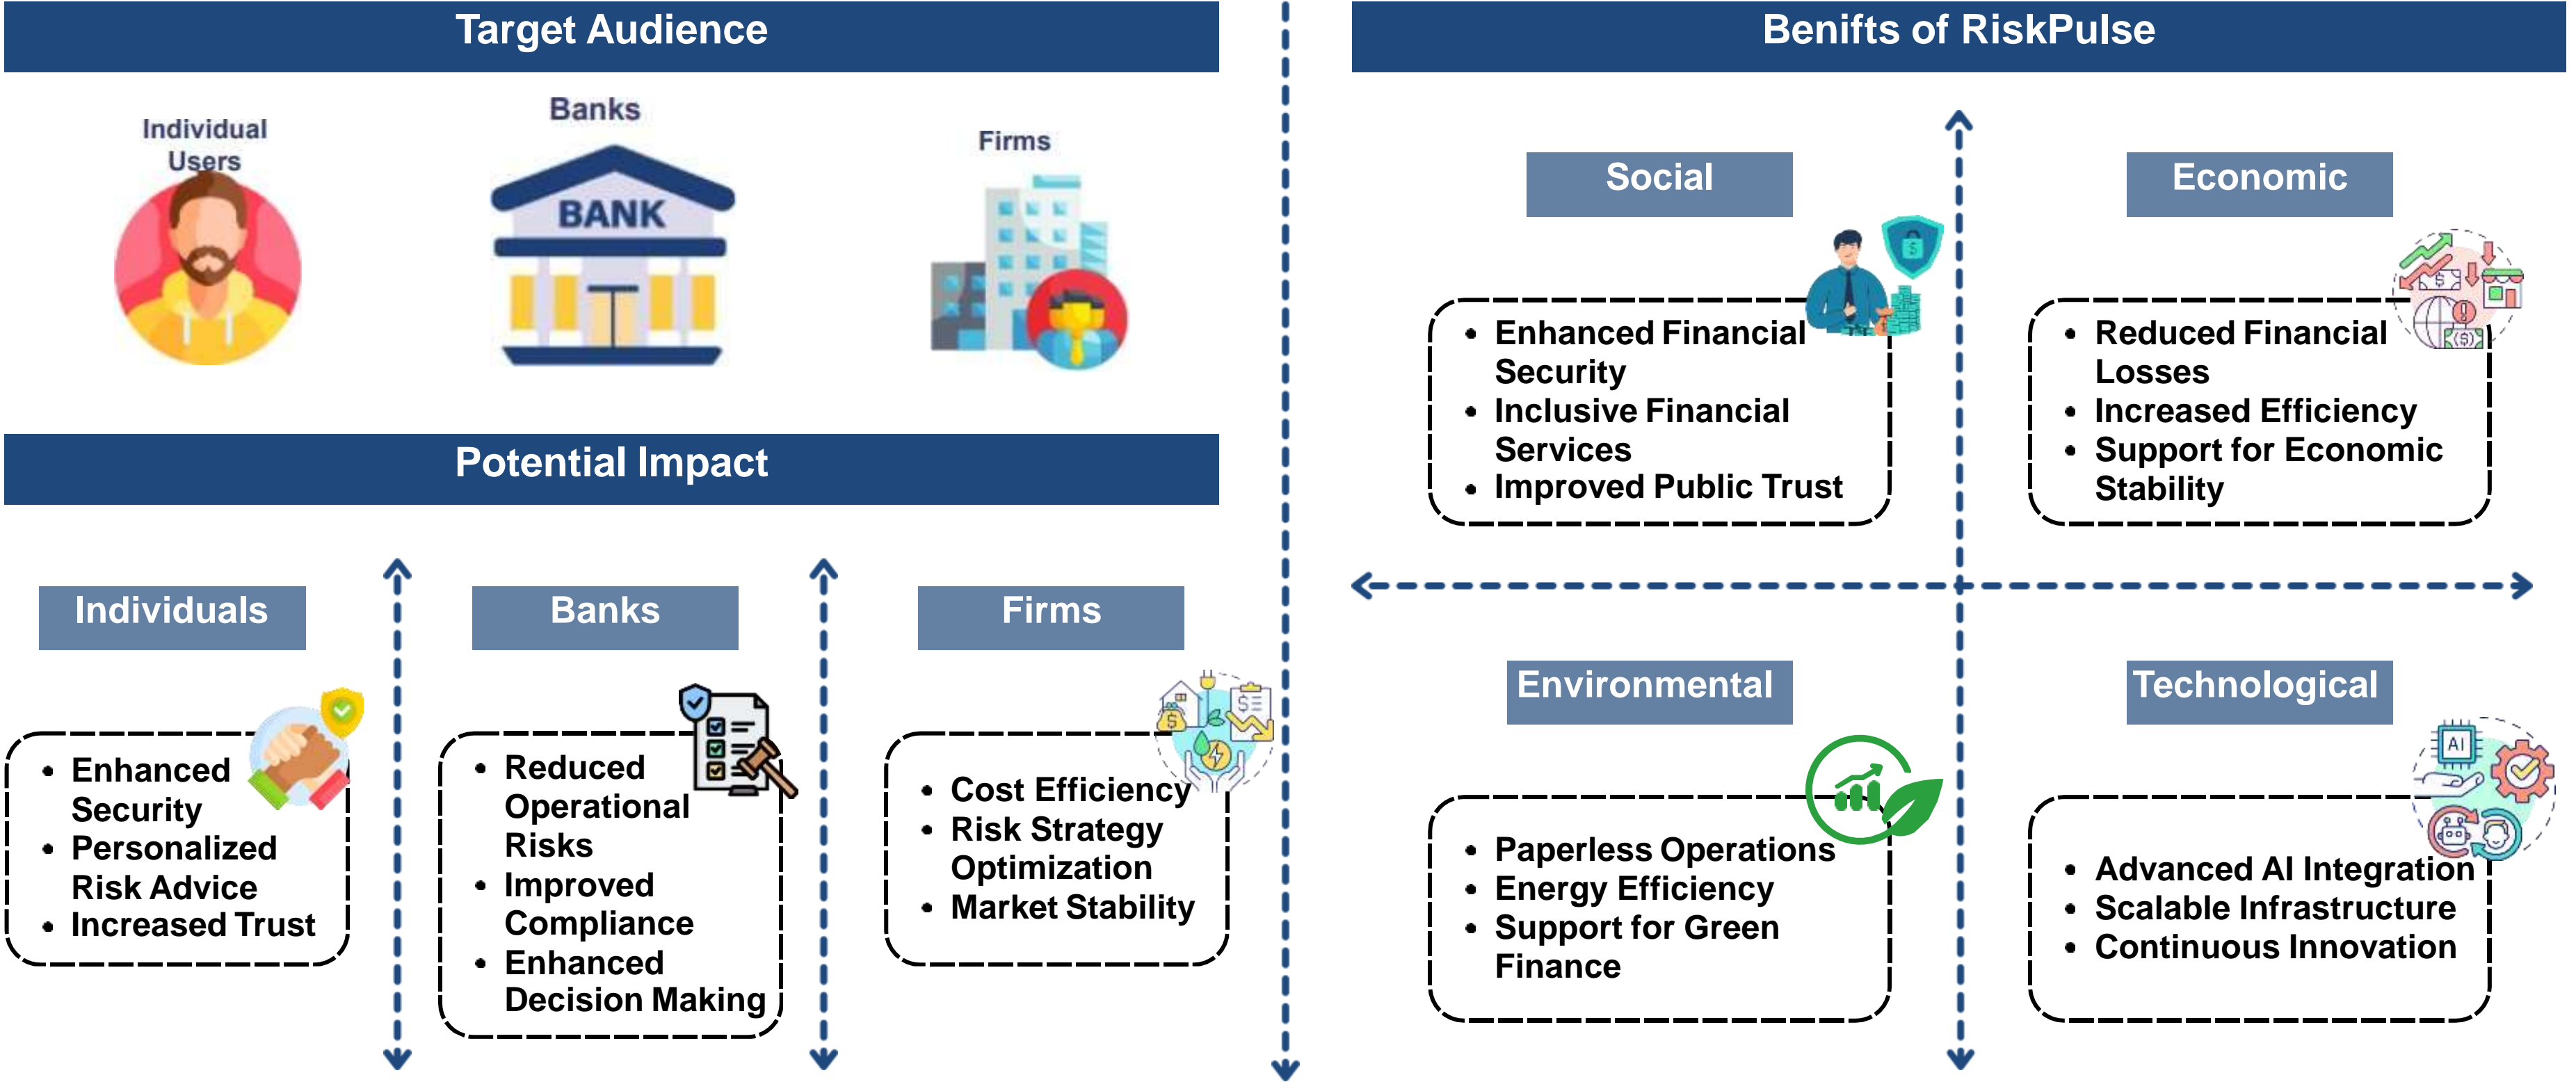 Target Audience
Individual
Users
Banks
BANK
Firms
Potential Impact
Individuals
• Enhanced
Security
• Personalized
Risk Advice
• Increased Trust
Banks
• Reduced
Operational
Risks
• Improved
Compliance
• Enhanced
Decision Making
Firms
$
$
• Cost Efficiency
• Risk Strategy
Optimization
• Market Stability
Benifts of RiskPulse
Social
$
• Enhanced Financial
Security
• Inclusive Financial
Services
• Improved Public Trust
Economic
$
($)
• Reduced Financial
Losses
• Increased Efficiency
• Support for Economic
Stability
Environmental
• Paperless Operations
• Energy Efficiency
• Support for Green
Finance
Technological
AI
• Advanced AI Integration
• Scalable Infrastructure
• Continuous Innovation